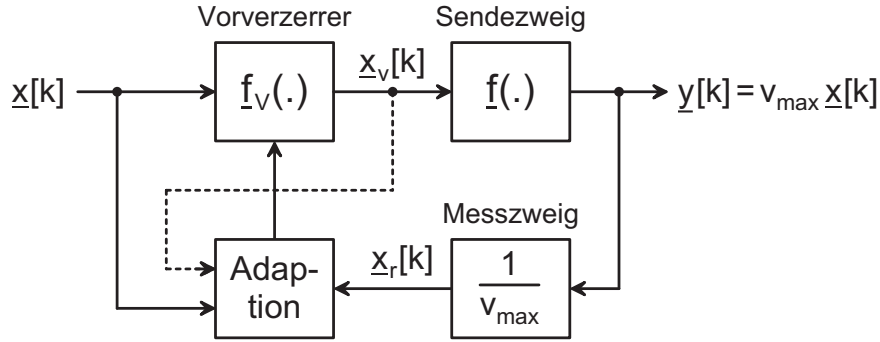 Vorverzerrer
Sendezweig
x[k]
f_V(.)
x_v[k]
f(.)
y[k] = v_max x[k]
Messzweig
Adap-
tion
x_r[k]
1
v_max